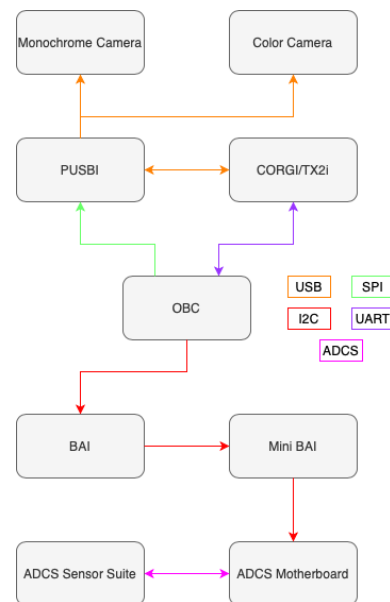 Monochrome Camera
Color Camera
PUSBI
CORGI/TX2i
OBC
USB
SPI
I2C
UART
ADCS
BAI
Mini BAI
ADCS Sensor Suite
ADCS Motherboard